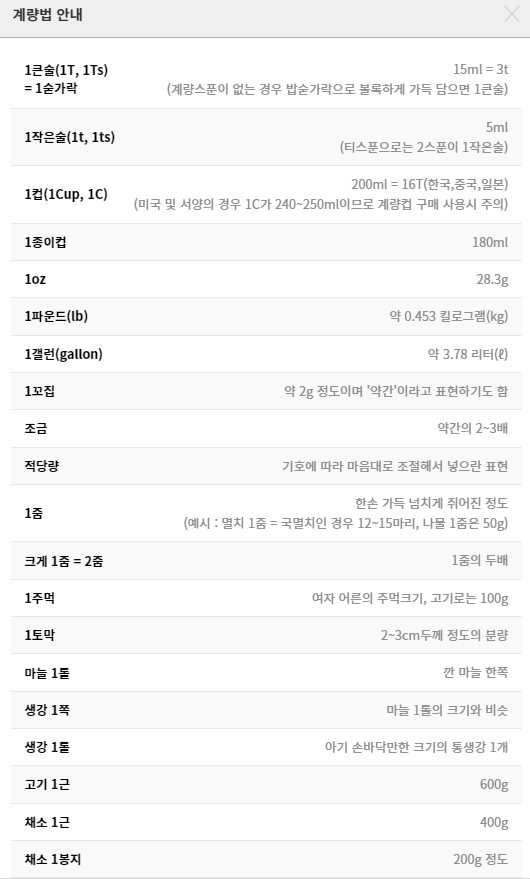 계량법 안내
1큰술(1T, 1Ts)
= 1숟가락
15ml = 3t
(계량스푼이 없는 경우 밥숟가락으로 볼록하게 가득 담으면 1큰술)
1작은술(1t, 1ts)
5ml
(티스푼으로는 2스푼이 1작은술)
1컵(1Cup, 1C)
200ml = 16T(한국,중국,일본)
(미국 및 서양의 경우 1C가 240~250ml이므로 계량컵 구매 사용시 주의)
1종이컵
180ml
1oz
28.3g
1파운드(lb)
약 0.453 킬로그램(kg)
1갤런(gallon)
약 3.78 리터(ℓ)
1꼬집
약 2g 정도이며 '약간'이라고 표현하기도 함
조금
약간의 2~3배
적당량
기호에 따라 마음대로 조절해서 넣으란 표현
1줌
한손 가득 넘치게 쥐어진 정도
(예시 : 멸치 1줌 = 국멸치인 경우 12~15마리, 나물 1줌은 50g)
크게 1줌 = 2줌
1줌의 두배
1주먹
여자 어른의 주먹크기, 고기로는 100g
1토막
2~3cm두께 정도의 분량
마늘 1톨
깐 마늘 한쪽
생강 1쪽
마늘 1톨의 크기와 비슷
생강 1톨
아기 손바닥만한 크기의 통생강 1개
고기 1근
600g
채소 1근
400g
채소 1봉지
200g 정도